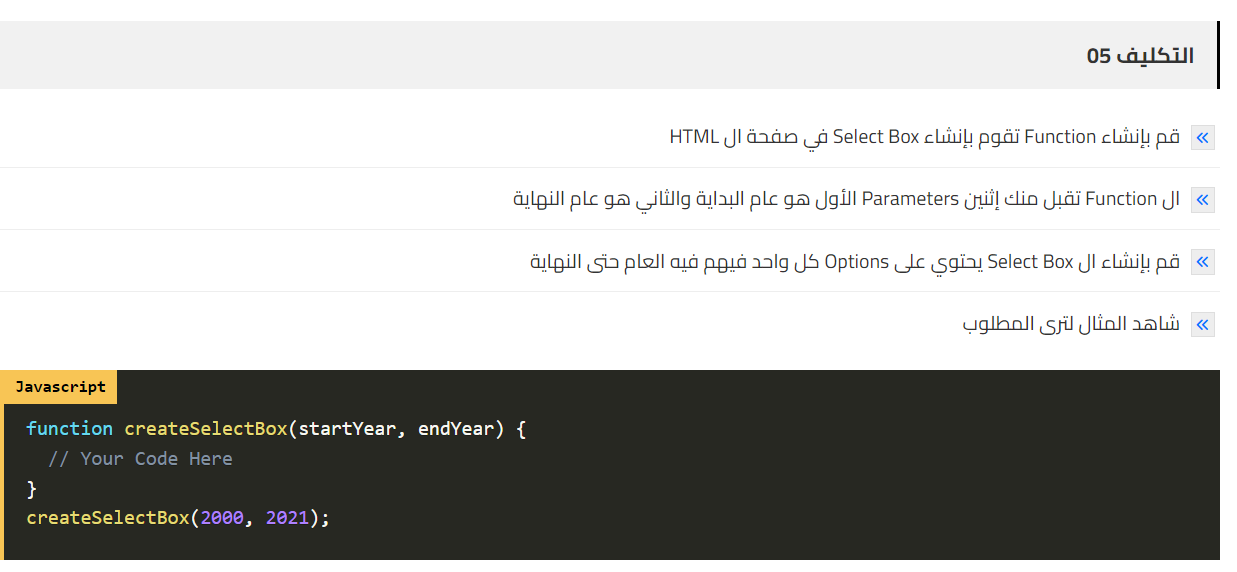 التكليف 05
قم بإنشاء Function تقوم بإنشاء Select Box في صفحة ال HTML
ال Function تقبل منك إثنين Parameters الأول هو عام البداية والثاني هو عام النهاية
قم بإنشاء ال Select Box يحتوي على Options كل واحد فيهم فيه العام حتى النهاية
شاهد المثال لترى المطلوب
Javascript
function createSelectBox(startYear, endYear) {
  // Your Code Here
}
createSelectBox(2000, 2021);